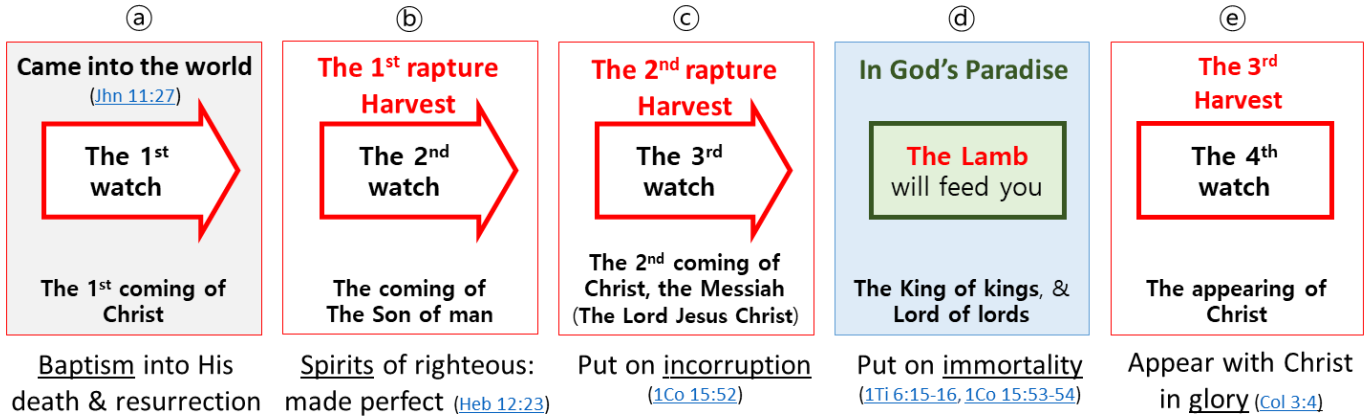 ⓐ
Came into the world
(Jhn 11:27)
The 1st
watch
The 1st coming of
Christ
Baptism into His
death & resurrection
ⓑ
The 1st rapture
Harvest
The 2nd
watch
The coming of
The Son of man
Spirits of righteous:
made perfect (Heb 12:23)
ⓒ
The 2nd rapture
Harvest
The 3rd
watch
The 2nd coming of
Christ, the Messiah
(The Lord Jesus Christ)
Put on incorruption
(1Co 15:52)
ⓓ
In God's Paradise
The Lamb
will feed you
The King of kings, &
Lord of lords
Put on immortality
(1Ti 6:15-16, 1Co 15:53-54)
ⓔ
The 3rd
Harvest
The 4th
watch
The appearing of
Christ
Appear with Christ
in glory (Col 3:4)